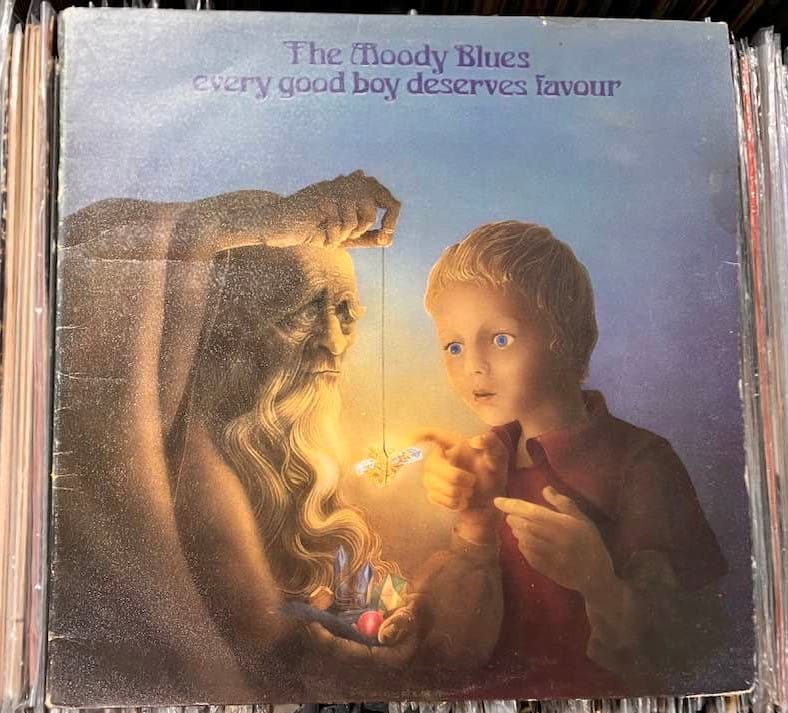 The Moody Blues
every good boy deserves favour